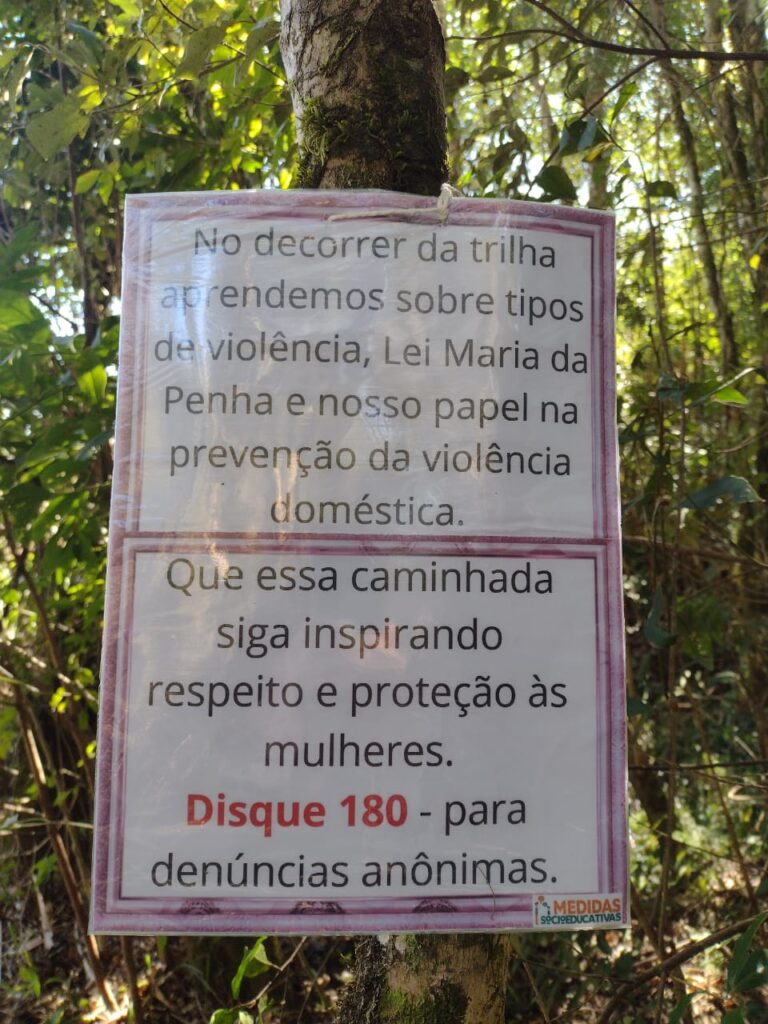 No decorrer da trilha
aprendemos sobre tipos
de violência, Lei Maria da
Penha e nosso papel na
prevenção da violência
doméstica.
Que essa caminhada
siga inspirando
respeito e proteção às
mulheres.
Disque 180 - para
denúncias anônimas.
MEDIDAS
SOCIOEDUCATIVAS